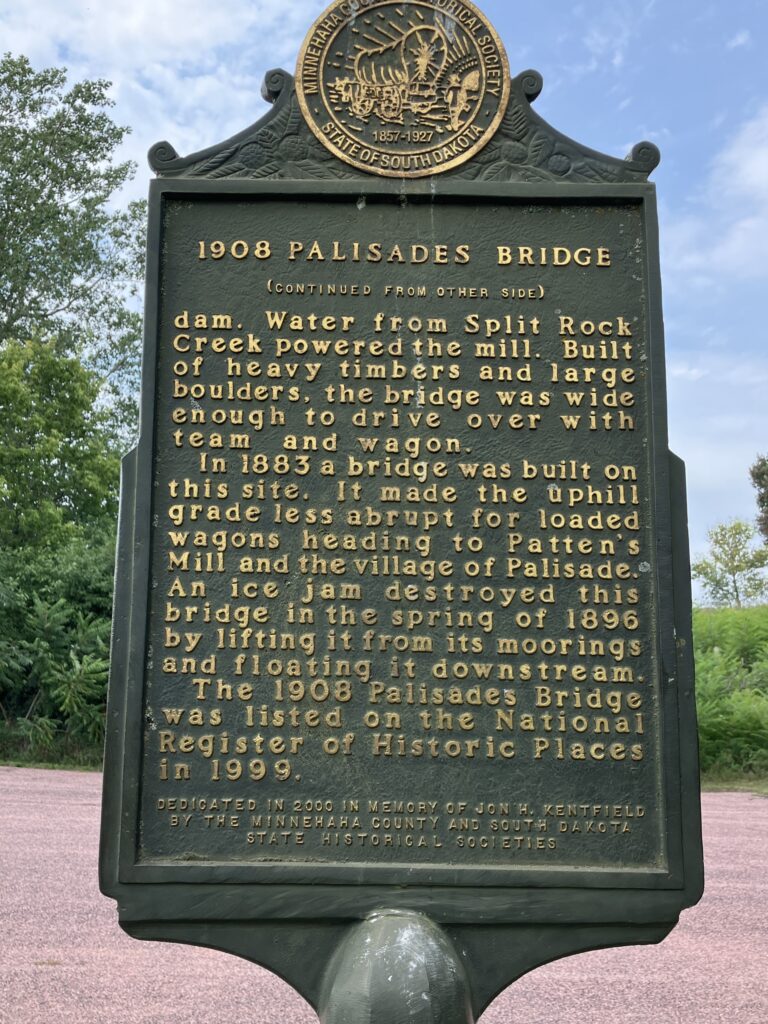 MINNEHAHA COU HISTORICAL SOCIETY
1857-1927
STATE OF SOUTH DAKOTA
1908 PALISADES BRIDGE
(CONTINUED FROM OTHER SIDE)
dam. Water from Split Rock
Creek powered the mill. Built
of heavy timbers and large
boulders, the bridge was wide
enough to drive over with
team and wagon.
In 1883 a bridge was built on
this site. It made the uphill
grade less abrupt for loaded
wagons heading to Patten's
Mill and the village of Palisade.
An ice jam destroyed this
bridge in the spring of 1896
by lifting it from its moorings
and floating it downstream.
The 1908 Palisades Bridge
was listed on the National
Register of Historic Places
in 1999.
DEDICATED IN 2000 IN MEMORY OF JON H. KENTFIELD
BY THE MINNEHAHA COUNTY AND SOUTH DAKOTA
STATE HISTORICAL SOCIETIES